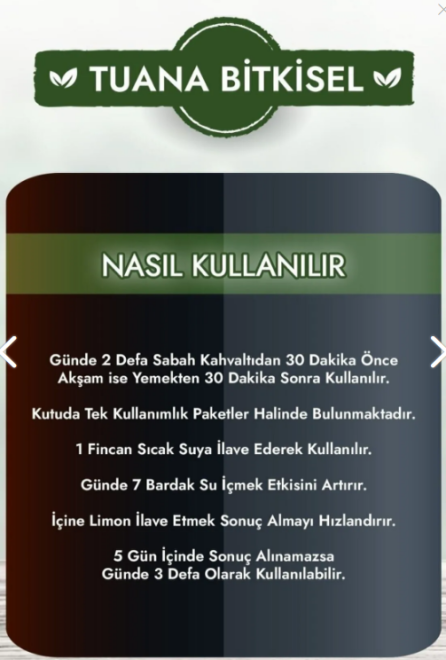 TUANA BİTKİSEL
NASIL KULLANILIR
Günde 2 Defa Sabah Kahvaltıdan 30 Dakika Önce
Akşam ise Yemekten 30 Dakika Sonra Kullanılır.
Kutuda Tek Kullanımlık Paketler Halinde Bulunmaktadır.
1 Fincan Sıcak Suya İlave Ederek Kullanılır.
Günde 7 Bardak Su İçmek Etkisini Artırır.
İçine Limon İlave Etmek Sonuç Almayı Hızlandırır.
5 Gün İçinde Sonuç Alınamazsa
Günde 3 Defa Olarak Kullanılabilir.